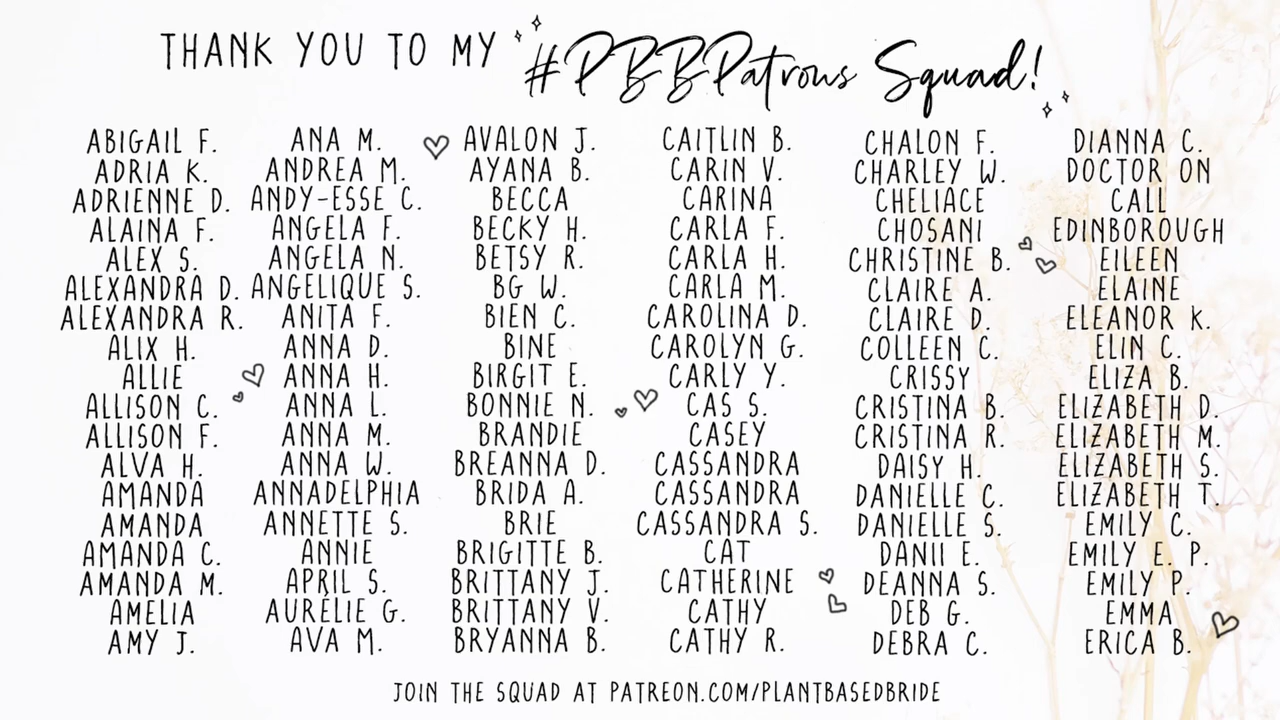 THANK YOU TO MY #PBBPatrons Squad!
ABIGAIL F.
ADRIA K.
ADRIENNE D.
ALAINA F.
ALEX S.
ALEXANDRA D.
ALEXANDRA R.
ALIX H.
ALLIE
ALLISON C.
ALLISON F.
ALVA H.
AMANDA
AMANDA
AMANDA C.
AMANDA M.
AMELIA
AMY J.
ANA M.
ANDREA M.
ANDY-ESSE C.
ANGELA F.
ANGELA N.
ANGELIQUE S.
ANITA F.
ANNA D.
ANNA H.
ANNA L.
ANNA M.
ANNA W.
ANNADELPHIA
ANNETTE S.
ANNIE
APRIL S.
AURÉLIE G.
AVA M.
AVALON J.
AYANA B.
BECCA
BECKY H.
BETSY R.
BG W.
BIEN C.
BINE
BIRGIT E.
BONNIE N.
BRANDIE
BREANNA D.
BRIDA A.
BRIE
BRIGITTE B.
BRITTANY J.
BRITTANY V.
BRYANNA B.
CAITLIN B.
CARIN V.
CARINA
CARLA F.
CARLA H.
CARLA M.
CAROLINA D.
CAROLYN G.
CARLY Y.
CAS S.
CASEY
CASSANDRA
CASSANDRA
CASSANDRA S.
CAT
CATHERINE
CATHY
CATHY R.
CHALON F.
CHARLEY W.
CHELIACE
CHOSANI
CHRISTINE B.
CLAIRE A.
CLAIRE D.
COLLEEN C.
CRISSY
CRISTINA B.
CRISTINA R.
DAISY H.
DANIELLE C.
DANIELLE S.
DANII E.
DEANNA S.
DEB G.
DEBRA C.
DIANNA C.
DOCTOR ON
CALL
EDINBOROUGH
EILEEN
ELAINE
ELEANOR K.
ELIN C.
ELIZA B.
ELIZABETH D.
ELIZABETH M.
ELIZABETH S.
ELIZABETH T.
EMILY C.
EMILY E. P.
EMILY P.
EMMA
ERICA B.
JOIN THE SQUAD AT PATREON.COM/PLANTBASEDBRIDE